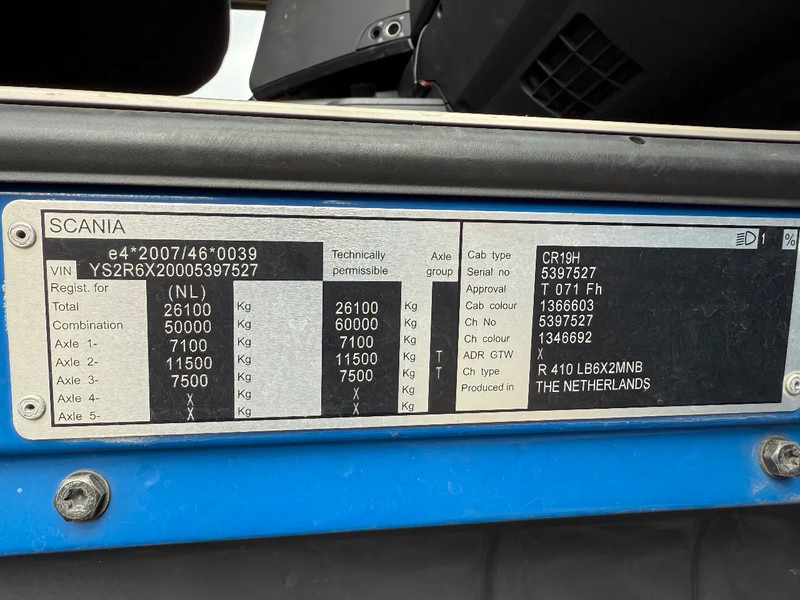 SCANIA
e4*2007/46*0039
VIN YS2R6X20005397527
Technically permissible
Axle group
Regist. for (NL)
Total 26100 Kg 26100 Kg
Combination 50000 Kg 60000 Kg
Axle 1- 7100 Kg 7100 Kg
Axle 2- 11500 Kg 11500 Kg T
Axle 3- 7500 Kg 7500 Kg T
Axle 4- X Kg X Kg
Axle 5- X X Kg
1 %
Cab type CR19H
Serial no 5397527
Approval T 071 Fh
Cab colour 1366603
Ch No 5397527
Ch colour 1346692
ADR GTW X
Ch type R 410 LB6X2MNB
Produced in THE NETHERLANDS